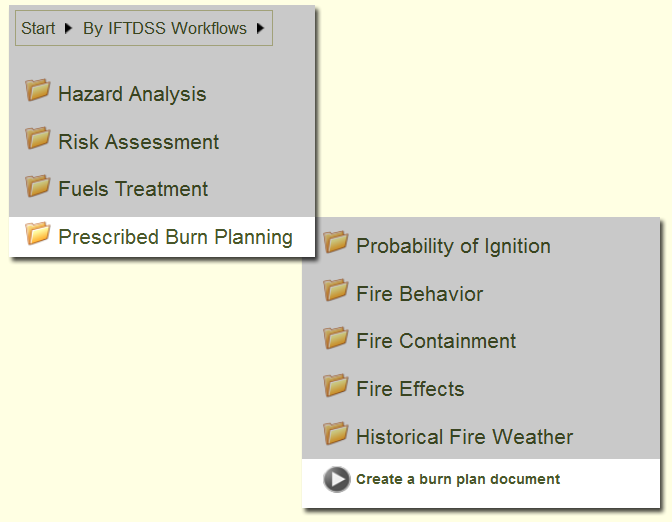 Start By IFTDSS Workflows
Hazard Analysis
Risk Assessment
Fuels Treatment
Prescribed Burn Planning
Probability of Ignition
Fire Behavior
Fire Containment
Fire Effects
Historical Fire Weather
Create a burn plan document